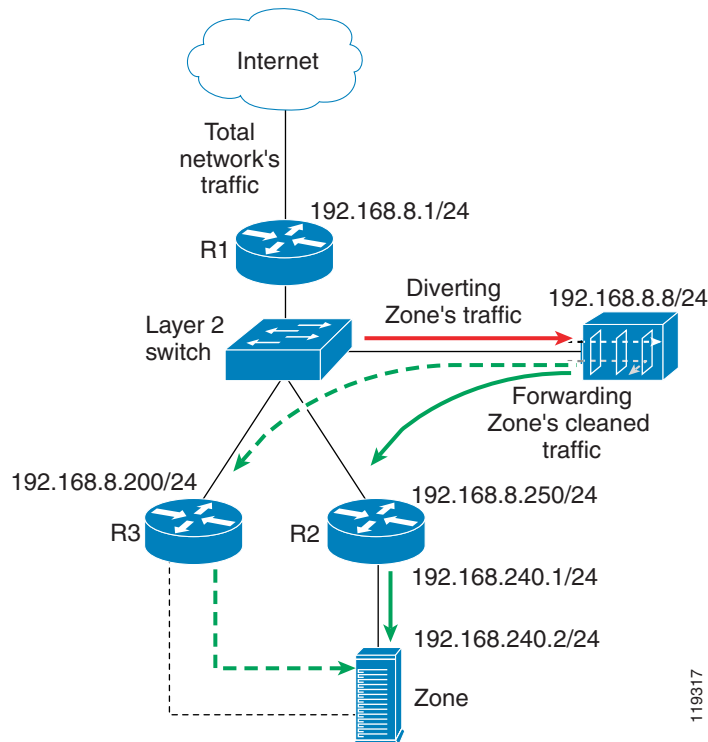 Internet
Total
network's
traffic
192.168.8.1/24
R1
Diverting
Zone's traffic
192.168.8.8/24
Layer 2
switch
Forwarding
Zone's cleaned
traffic
192.168.8.200/24
192.168.8.250/24
R3
R2
192.168.240.1/24
192.168.240.2/24
Zone
119317